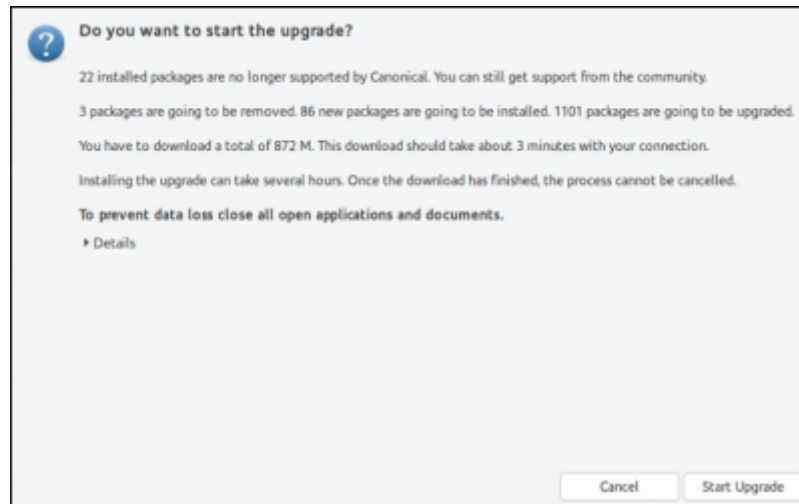 Do you want to start the upgrade?
22 installed packages are no longer supported by Canonical. You can still get support from the community.
3 packages are going to be removed. 86 new packages are going to be installed. 1101 packages are going to be upgraded.
You have to download a total of 872 M. This download should take about 3 minutes with your connection.
Installing the upgrade can take several hours. Once the download has finished, the process cannot be cancelled.
To prevent data loss close all open applications and documents.
Details
Cancel
Start Upgrade